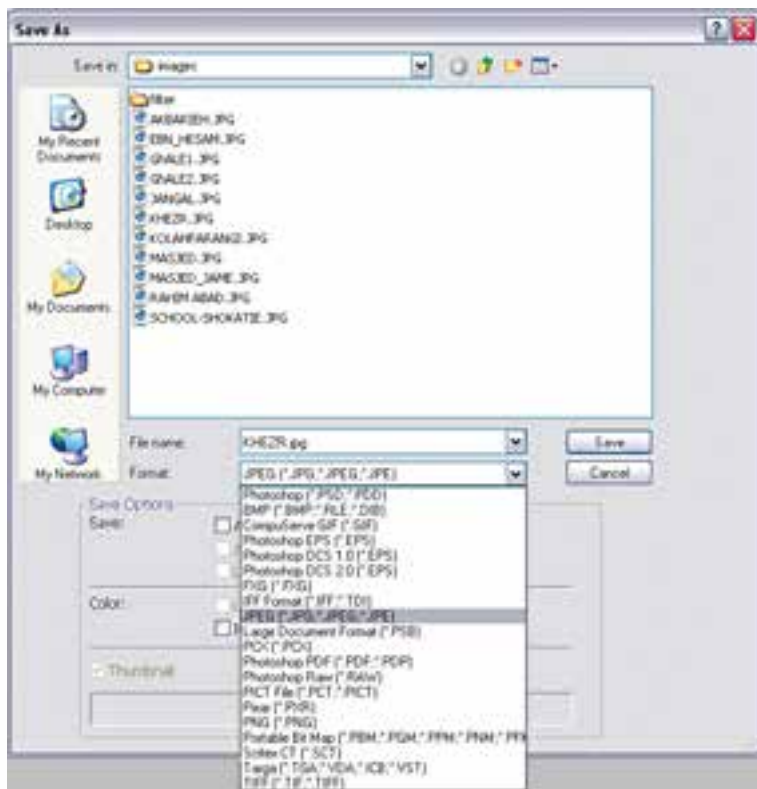 Save As
Save in:
images
filter
AKBARIEH.JPG
EBN_HESAM.JPG
GHALE1.JPG
GHALE2.JPG
JANGAL.JPG
KHEZR.JPG
KOLAHFARANGI.JPG
MASJED.JPG
MASJED_JAME.JPG
RAHIM ABAD.JPG
SCHOOL-SHOKATIE.JPG
My Recent
Documents
Desktop
My Documents
My Computer
My Network
File name:
KHEZR.jpg
Save
Format:
JPEG (*.JPG;*.JPEG;*.JPE)
Cancel
Save Options
Save:
Color:
Thumbnail
Photoshop (*.PSD;*.PDD)
BMP (*.BMP;*.RLE;*.DIB)
CompuServe GIF (*.GIF)
Photoshop EPS (*.EPS)
Photoshop DCS 1.0 (*.EPS)
Photoshop DCS 2.0 (*.EPS)
FXG (*.FXG)
IFF Format (*.IFF;*.TDI)
JPEG (*.JPG;*.JPEG;*.JPE)
Large Document Format (*.PSB)
PCX (*.PCX)
Photoshop PDF (*.PDF;*.PDP)
Photoshop Raw (*.RAW)
PICT File (*.PCT;*.PICT)
Pixar (*.PXR)
PNG (*.PNG)
Portable Bit Map (*.PBM;*.PGM;*.PPM;*.PNM;*.PF
Scitex CT (*.SCT)
Targa (*.TGA;*.VDA;*.ICB;*.VST)
TIFF (*.TIF;*.TIFF)